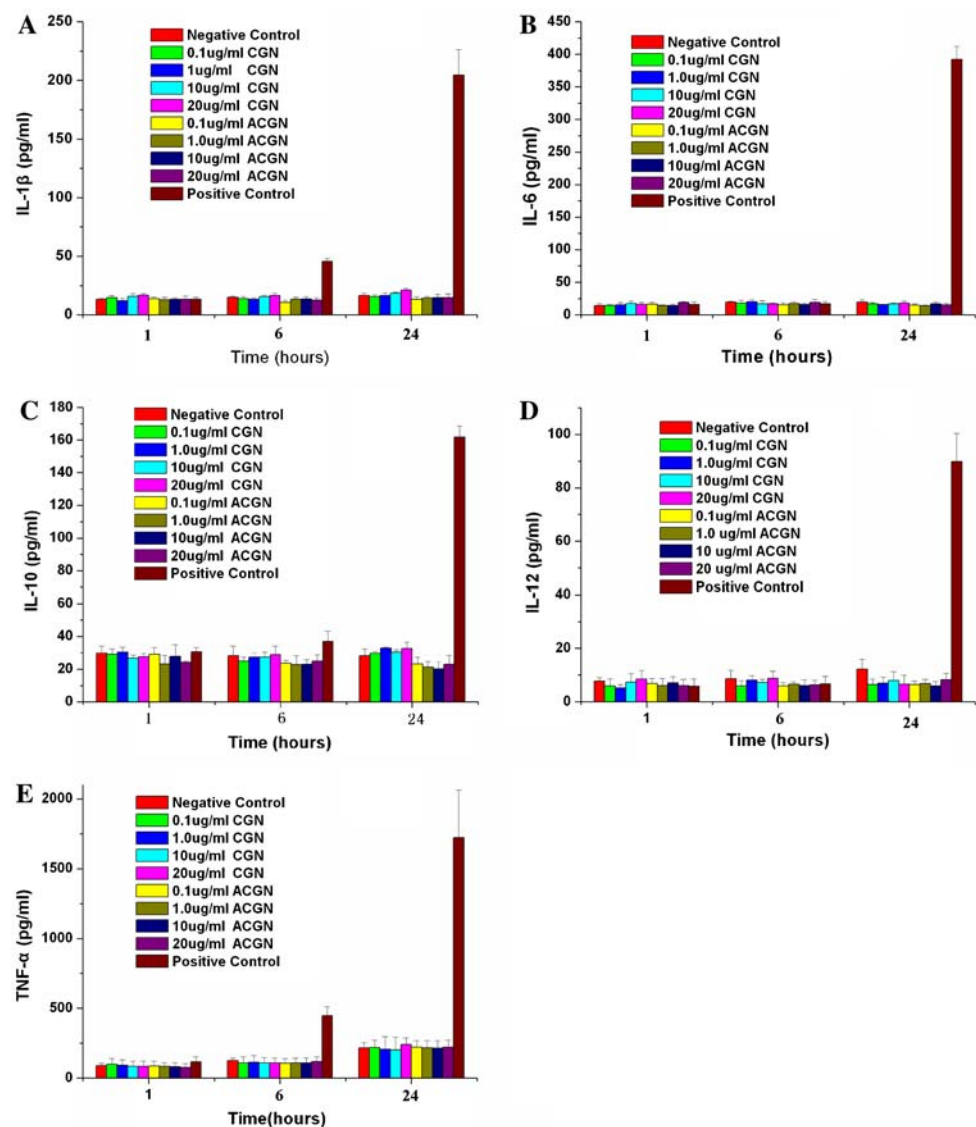 A
IL-1β (pg/ml)
250
200
150
100
50
0
Negative Control
0.1ug/ml CGN
1ug/ml CGN
10ug/ml CGN
20ug/ml CGN
0.1ug/ml ACGN
1.0ug/ml ACGN
10ug/ml ACGN
20ug/ml ACGN
Positive Control
1 6 24
Time (hours)
B
IL-6 (pg/ml)
450
400
350
300
250
200
150
100
50
0
Negative Control
0.1ug/ml CGN
1.0ug/ml CGN
10ug/ml CGN
20ug/ml CGN
0.1ug/ml ACGN
1.0ug/ml ACGN
10ug/ml ACGN
20ug/ml ACGN
Positive Control
1 6 24
Time (hours)
C
IL-10 (pg/ml)
180
160
140
120
100
80
60
40
20
0
Negative Control
0.1ug/ml CGN
1.0ug/ml CGN
10ug/ml CGN
20ug/ml CGN
0.1ug/ml ACGN
1.0ug/ml ACGN
10ug/ml ACGN
20ug/ml ACGN
Positive Control
1 6 24
Time (hours)
D
IL-12 (pg/ml)
100
80
60
40
20
0
Negative Control
0.1ug/ml CGN
1.0ug/ml CGN
10ug/ml CGN
20ug/ml CGN
0.1ug/ml ACGN
1.0 ug/ml ACGN
10 ug/ml ACGN
20 ug/ml ACGN
Positive Control
1 6 24
Time (hours)
E
TNF-α (pg/ml)
2000
1500
1000
500
0
Negative Control
0.1ug/ml CGN
1.0ug/ml CGN
10ug/ml CGN
20ug/ml CGN
0.1ug/ml ACGN
1.0ug/ml ACGN
10ug/ml ACGN
20ug/ml ACGN
Positive Control
1 6 24
Time(hours)